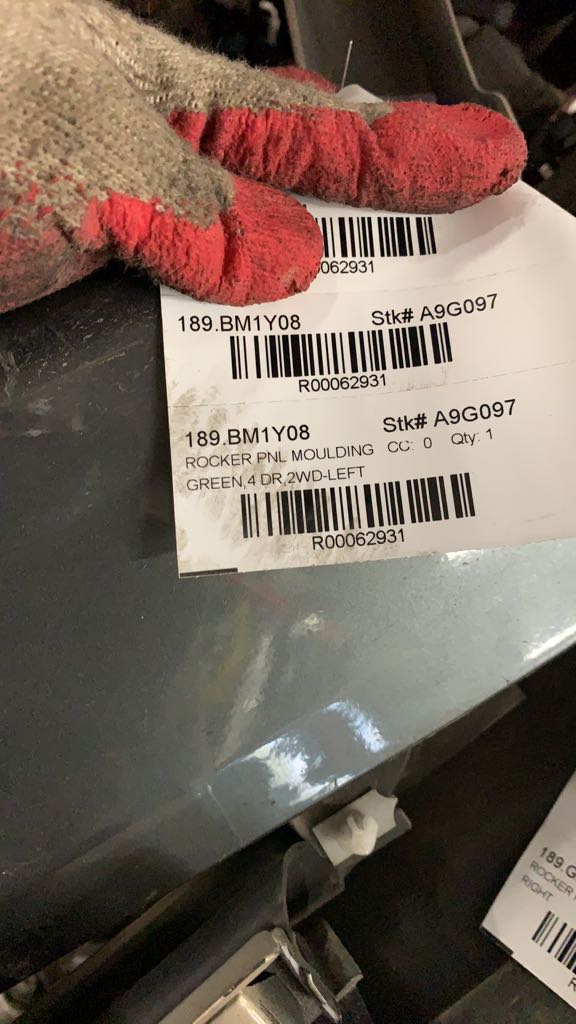 062931
189.BM1Y08 Stk# A9G097
R00062931
189.BM1Y08 Stk# A9G097
ROCKER PNL MOULDING CC: 0 Qty: 1
GREEN,4 DR,2WD-LEFT
R00062931
189.G
ROCKER
RIGHT
R